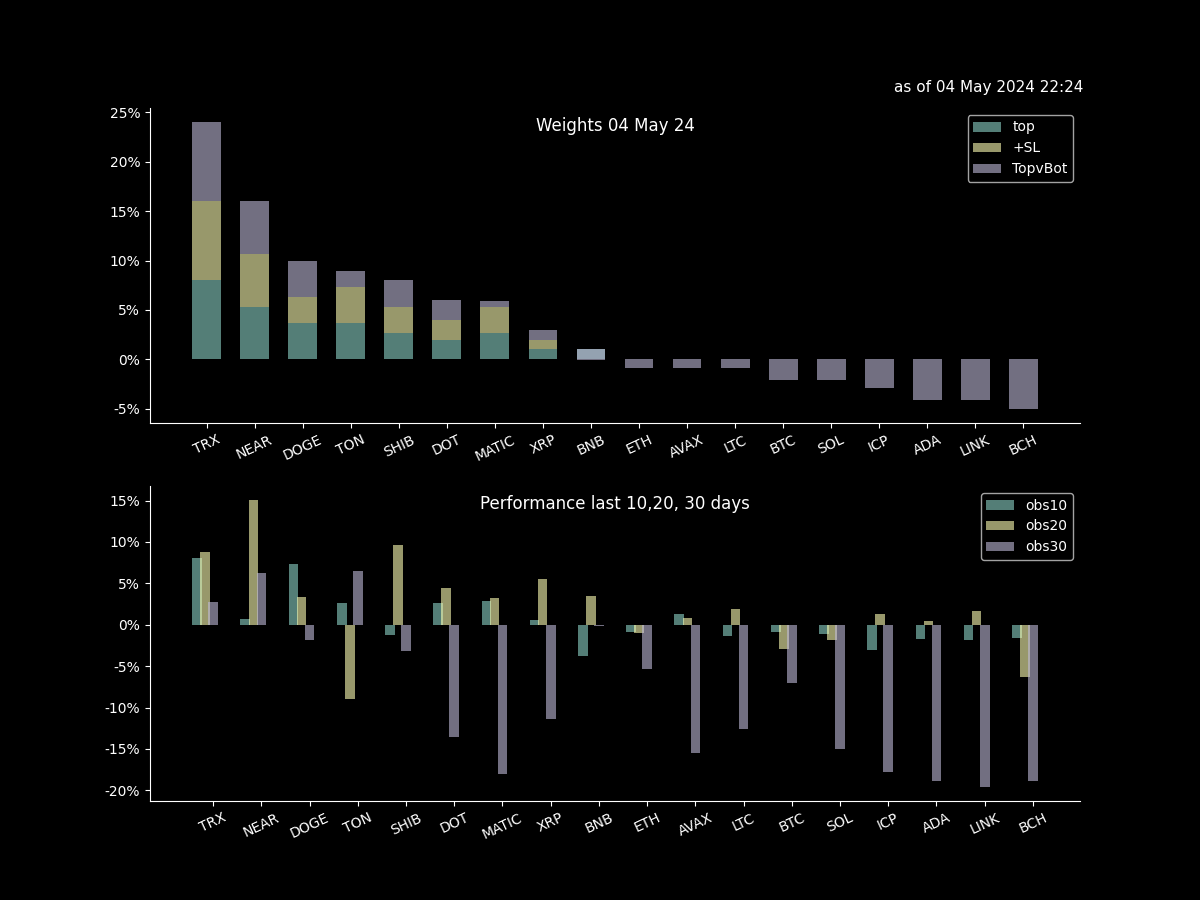 as of 04 May 2024 22:24
Weights 04 May 24
25%
20%
15%
10%
5%
0%
-5%
top
+SL
TopvBot
TRX NEAR DOGE TON SHIB DOT MATIC XRP BNB ETH AVAX LTC BTC SOL ICP ADA LINK BCH
Performance last 10,20, 30 days
15%
10%
5%
0%
-5%
-10%
-15%
-20%
obs10
obs20
obs30
TRX NEAR DOGE TON SHIB DOT MATIC XRP BNB ETH AVAX LTC BTC SOL ICP ADA LINK BCH